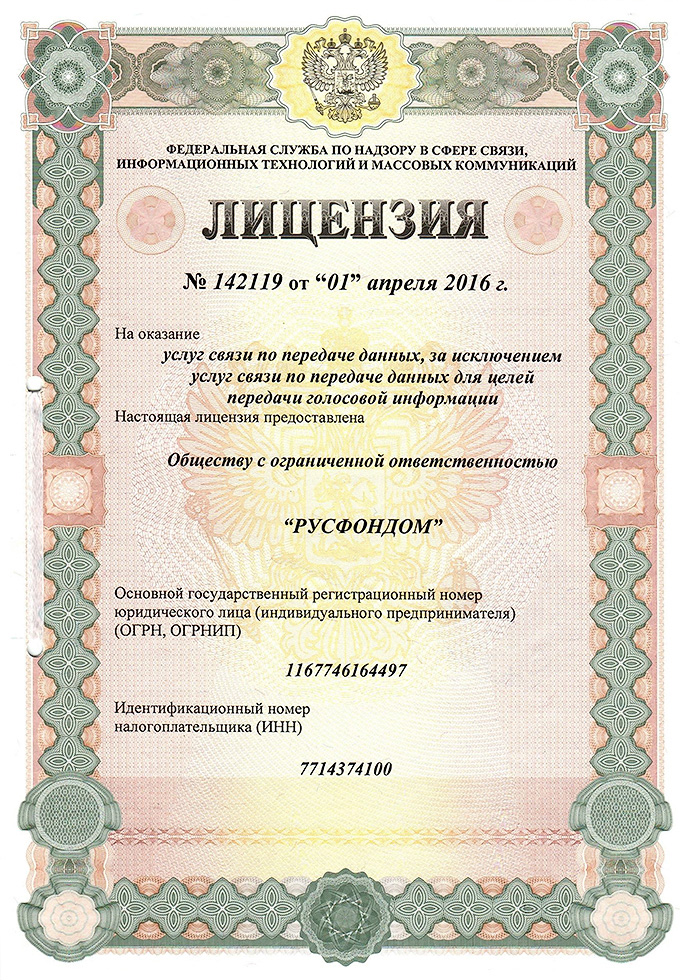 ФЕДЕРАЛЬНАЯ СЛУЖБА ПО НАДЗОРУ В СФЕРЕ СВЯЗИ,
ИНФОРМАЦИОННЫХ ТЕХНОЛОГИЙ И МАССОВЫХ КОММУНИКАЦИЙ
ЛИЦЕНЗИЯ
№ 142119 от “01” апреля 2016 г.
На оказание
услуг связи по передаче данных, за исключением
услуг связи по передаче данных для целей
передачи голосовой информации
Настоящая лицензия предоставлена
Обществу с ограниченной ответственностью
“РУСФОНДОМ”
Основной государственный регистрационный номер
юридического лица (индивидуального предпринимателя)
(ОГРН, ОГРНИП)
1167746164497
Идентификационный номер
налогоплательщика (ИНН)
7714374100